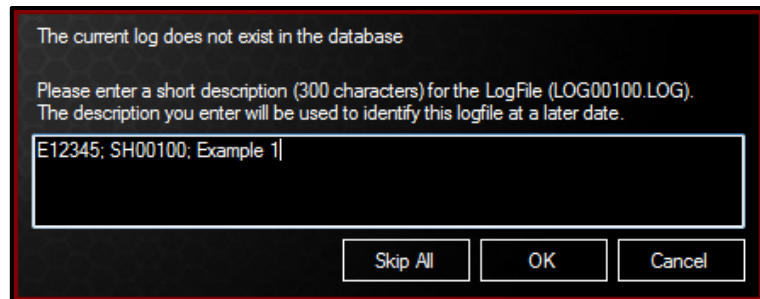 The current log does not exist in the database
Please enter a short description (300 characters) for the LogFile (LOG00100.LOG).
The description you enter will be used to identify this logfile at a later date.
E12345; SH00100; Example 1
Skip All OK Cancel